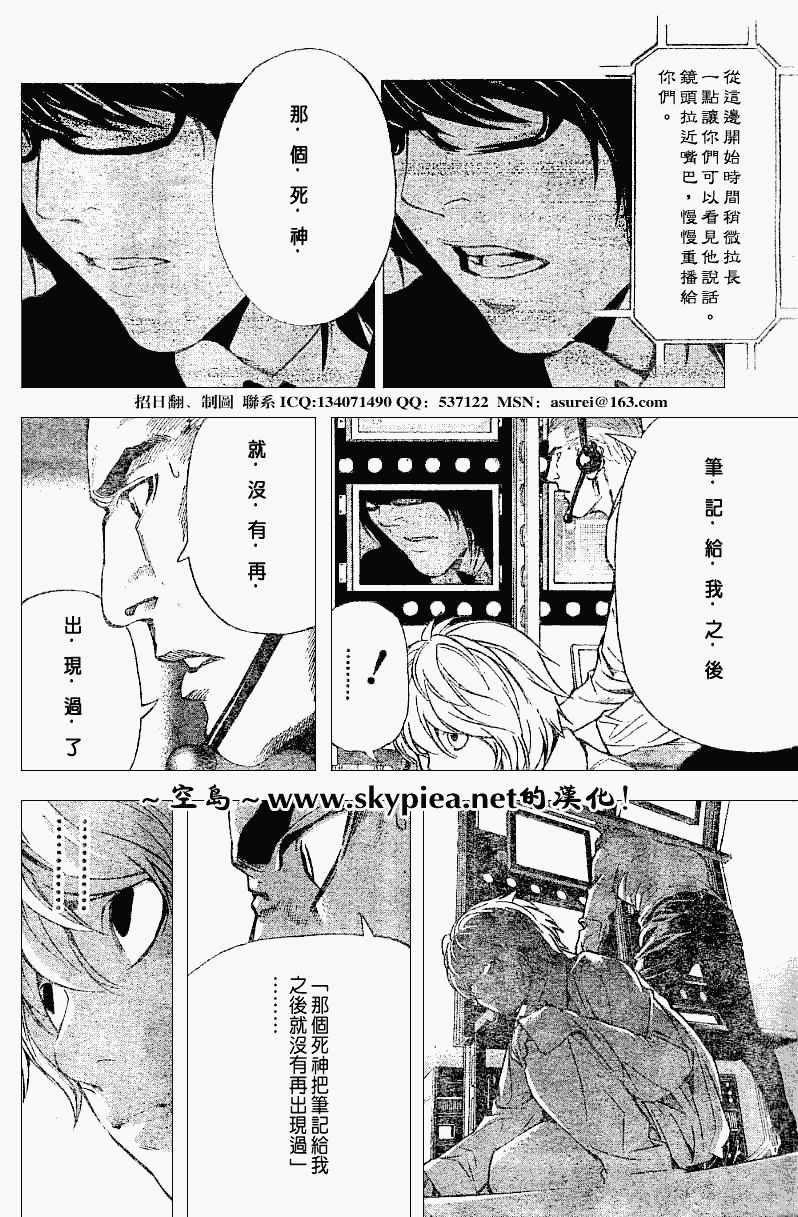 從這邊開始時間稍微拉長
一點讓你們可以看見他說話。
鏡頭拉近嘴巴，慢慢重播給
你們。
那．個．死．神．
招日翻、制圖 聯系ICQ:134071490 QQ：537122 MSN：asurei@163.com
筆．記．給．我．之．後
！
………
就．沒．有．再．
出．現．過．了
～空島～www.skypiea.net的漢化！
「那個死神把筆記給我
之後就沒有再出現過」
………
………
………